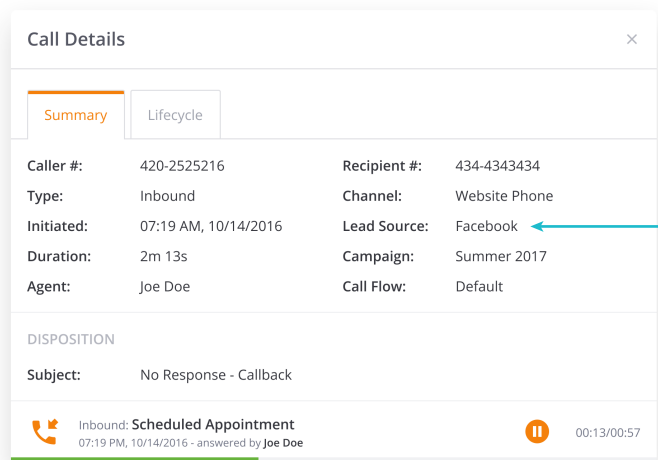 Call Details
Summary Lifecycle
Caller #: 420-2525216 Recipient #: 434-4343434
Type: Inbound Channel: Website Phone
Initiated: 07:19 AM, 10/14/2016 Lead Source: Facebook
Duration: 2m 13s Campaign: Summer 2017
Agent: Joe Doe Call Flow: Default
DISPOSITION
Subject: No Response - Callback
Inbound: Scheduled Appointment
07:19 PM, 10/14/2016 - answered by Joe Doe 00:13/00:57